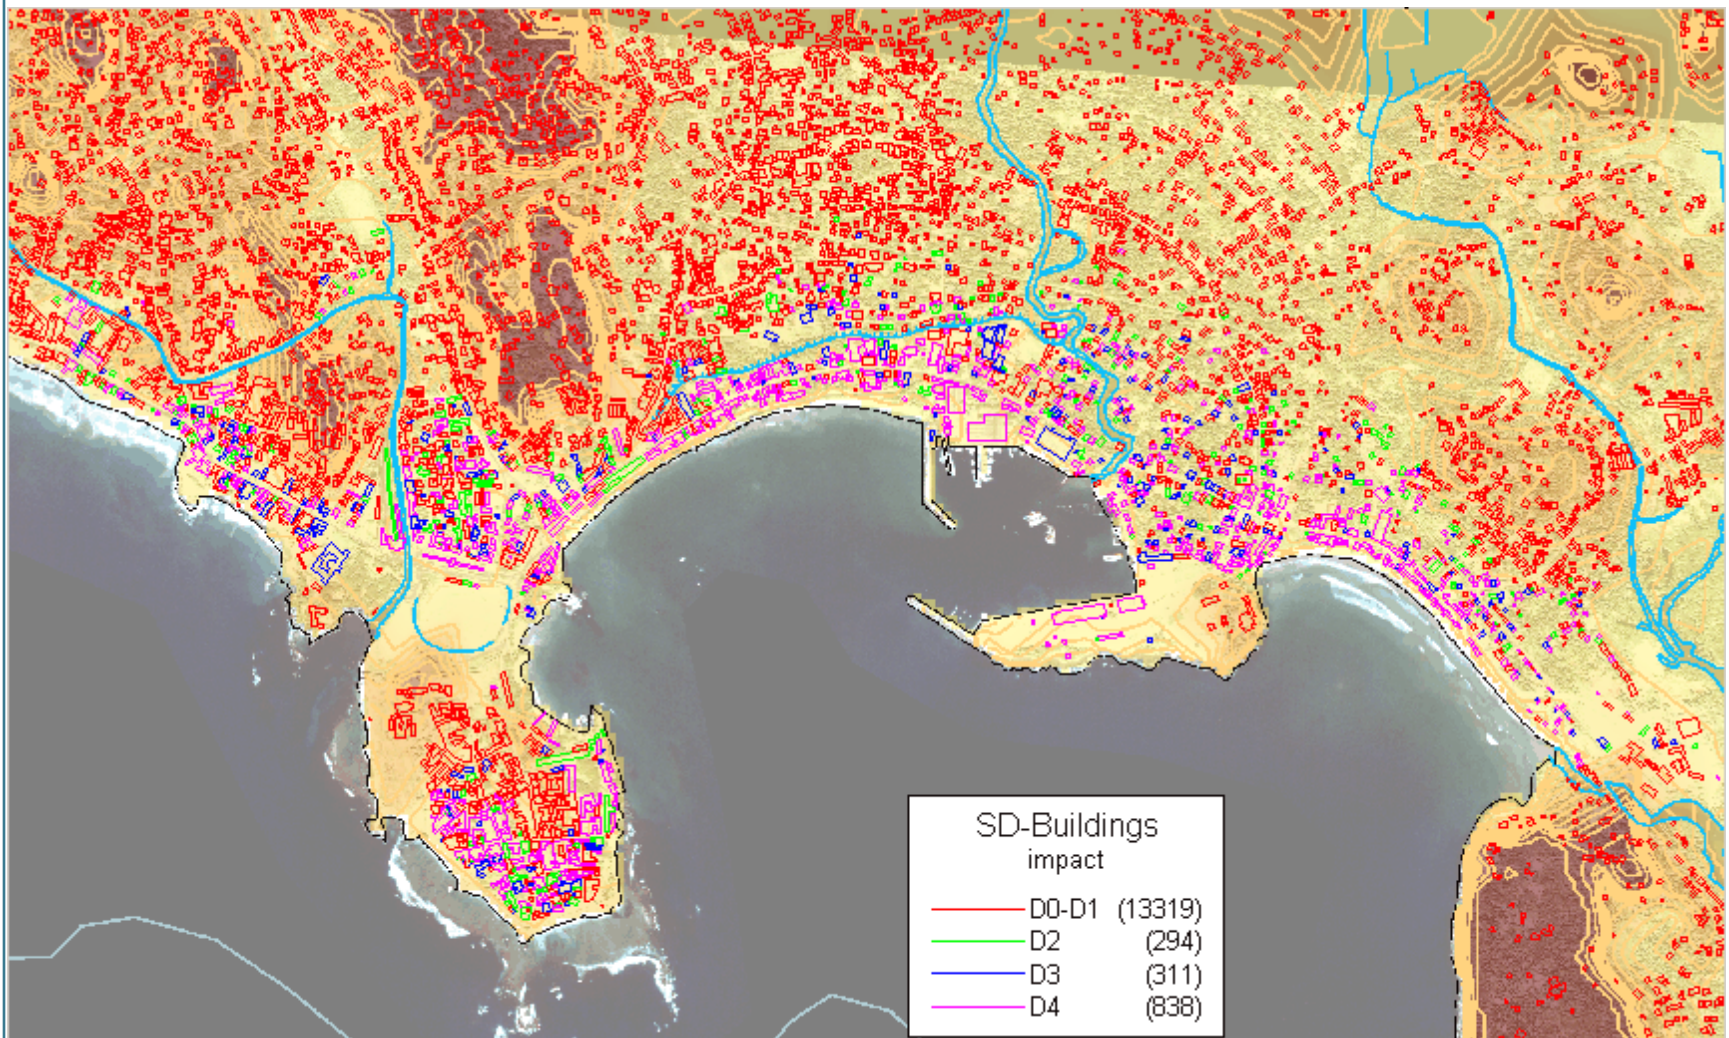 SD-Buildings
impact
D0-D1 (13319)
D2 (294)
D3 (311)
D4 (838)